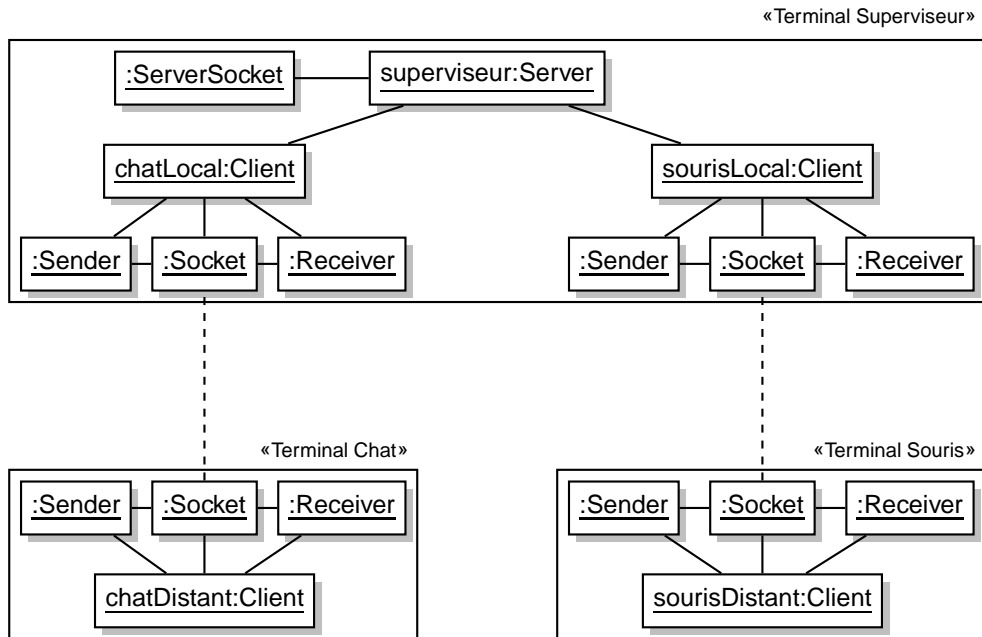 «Terminal Superviseur»
:ServerSocket
superviseur:Server
chatLocal:Client
sourisLocal:Client
:Sender
:Socket
:Receiver
:Sender
:Socket
:Receiver
«Terminal Chat»
«Terminal Souris»
:Sender
:Socket
:Receiver
:Sender
:Socket
:Receiver
chatDistant:Client
sourisDistant:Client